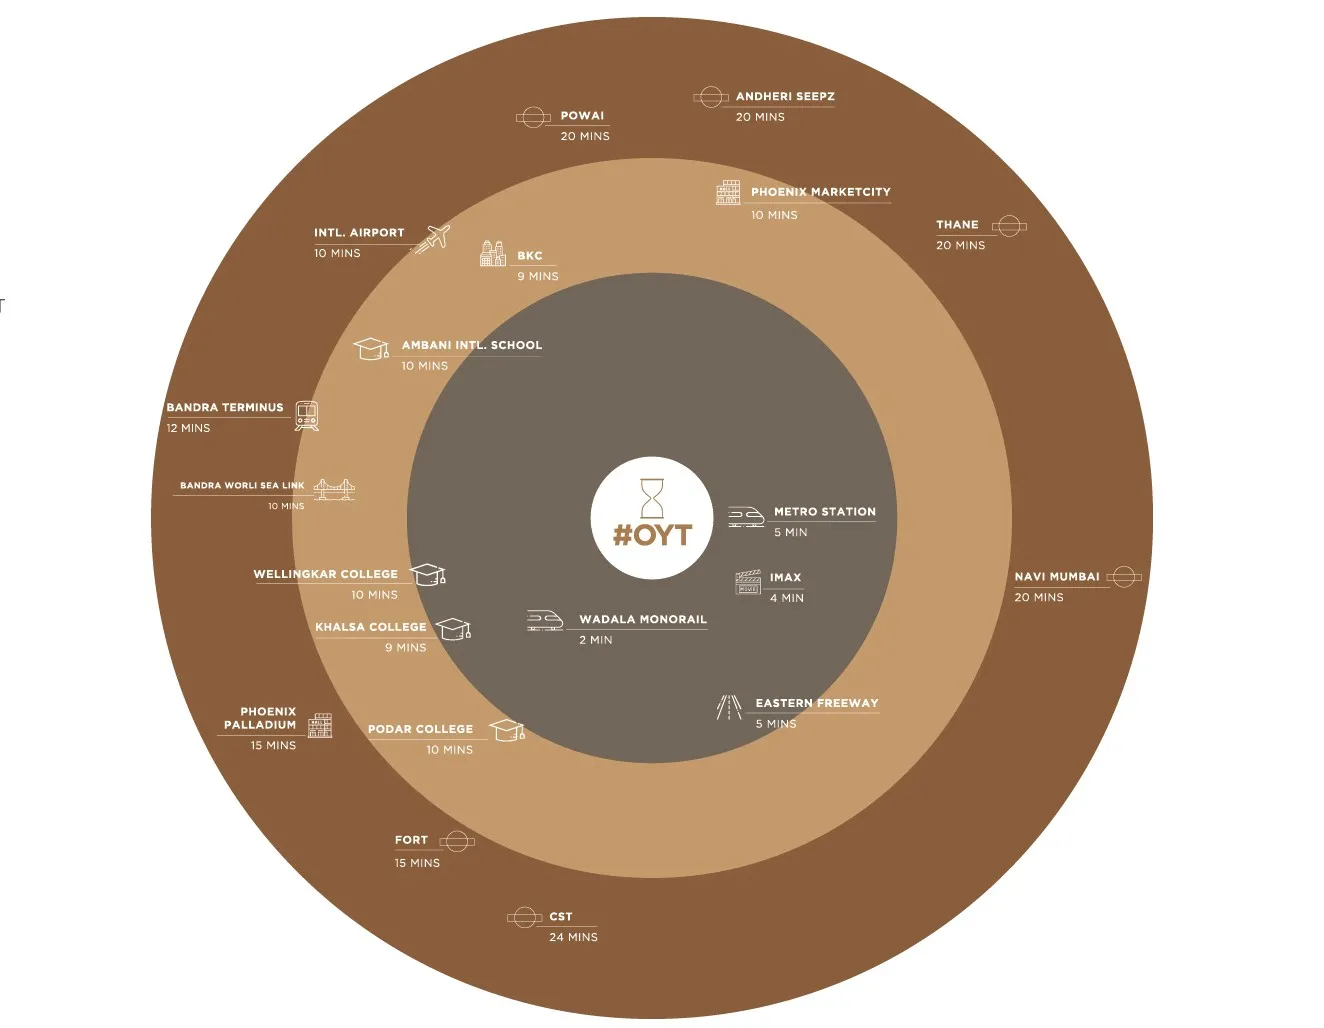 ANDHERI SEEPZ
20 MINS
POWAI
20 MINS
PHOENIX MARKETCITY
10 MINS
THANE
20 MINS
INTL. AIRPORT
10 MINS
BKC
9 MINS
AMBANI INTL. SCHOOL
10 MINS
BANDRA TERMINUS
12 MINS
BANDRA WORLI SEA LINK
10 MINS
#OYT
METRO STATION
5 MIN
WELLINGKAR COLLEGE
10 MINS
IMAX
4 MIN
NAVI MUMBAI
20 MINS
KHALSA COLLEGE
9 MINS
WADALA MONORAIL
2 MIN
PHOENIX
PALLADIUM
15 MINS
PODAR COLLEGE
10 MINS
EASTERN FREEWAY
5 MINS
FORT
15 MINS
CST
24 MINS